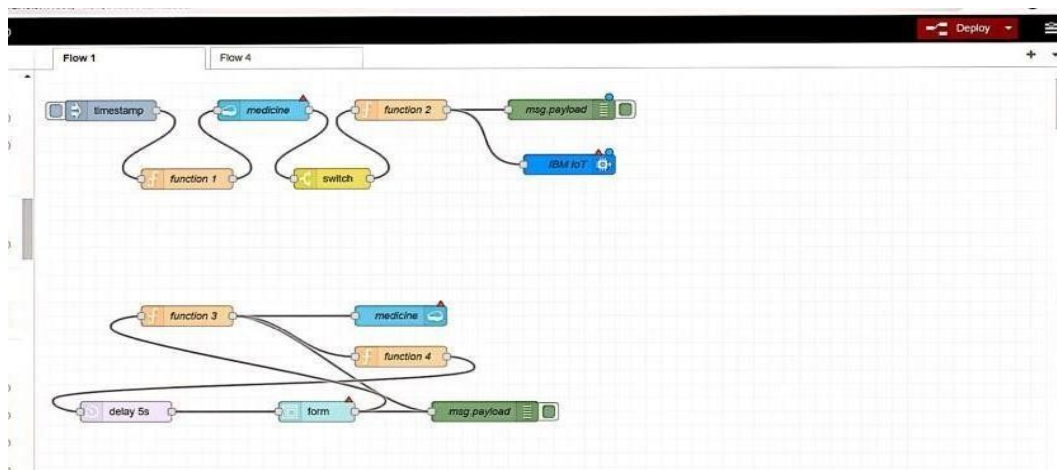 Deploy
Flow 1
Flow 4
timestamp
medicine
function 2
msg.payload
IBM IoT
function 1
switch
function 3
medicine
function 4
delay 5s
form
msg.payload